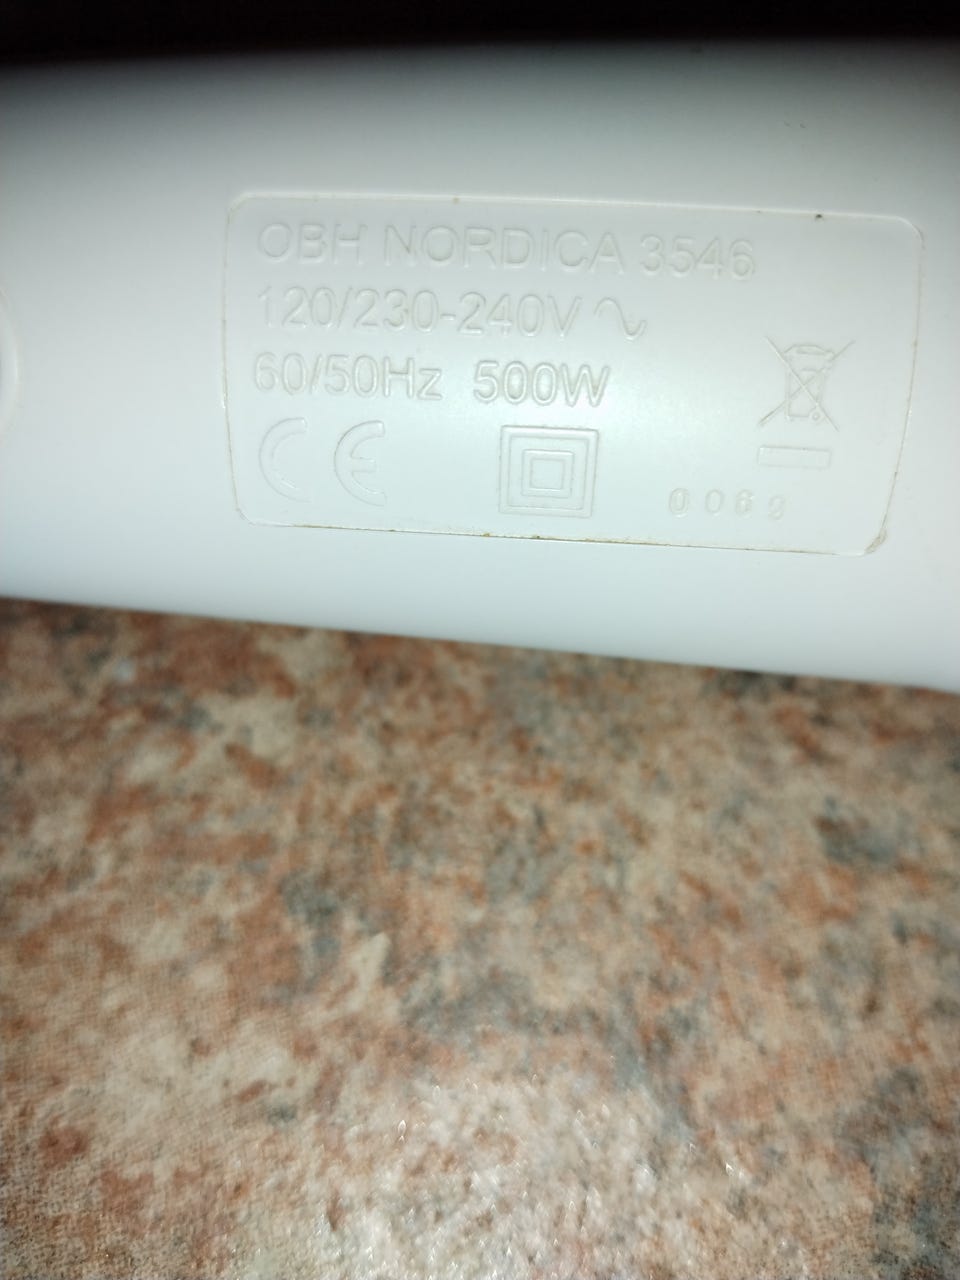 OBH NORDICA 3546
120/230-240V ~
60/50Hz 500W
CE
0069